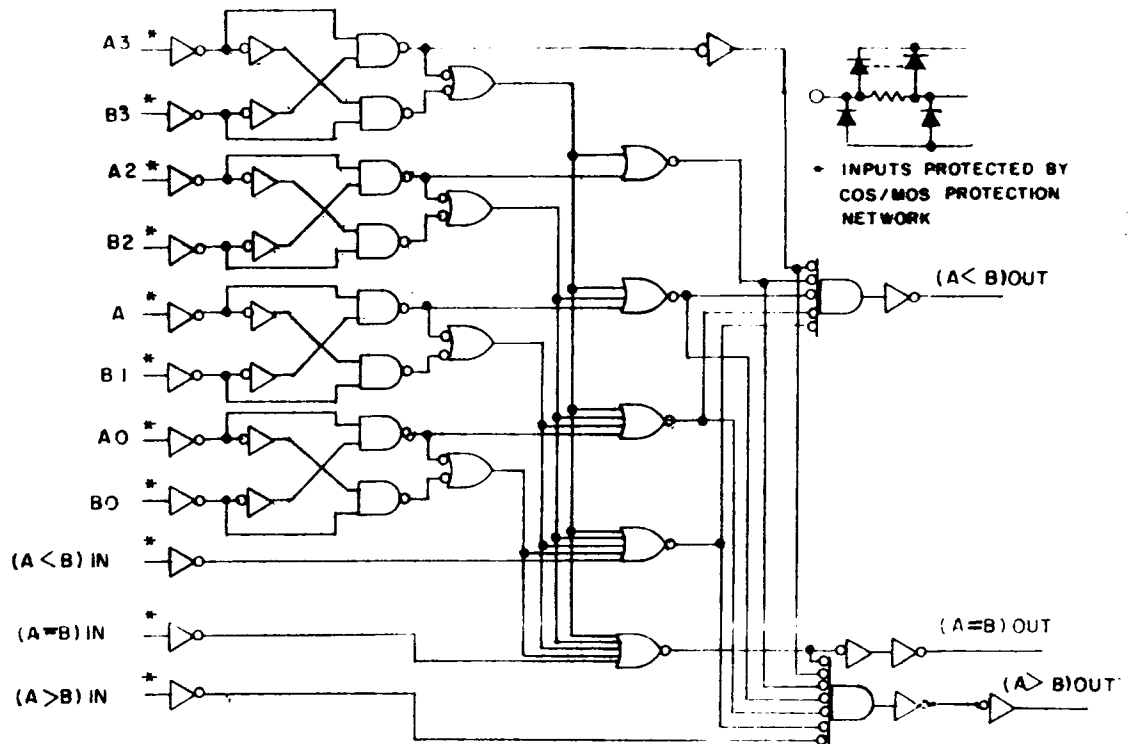 A3 *
B3 *
A2 *
B2 *
A *
B1 *
A0 *
B0 *
(A < B) IN *
(A=B) IN *
(A >B) IN *
* INPUTS PROTECTED BY
COS/MOS PROTECTION
NETWORK
(A< B)OUT
(A=B) OUT
(A> B)OUT